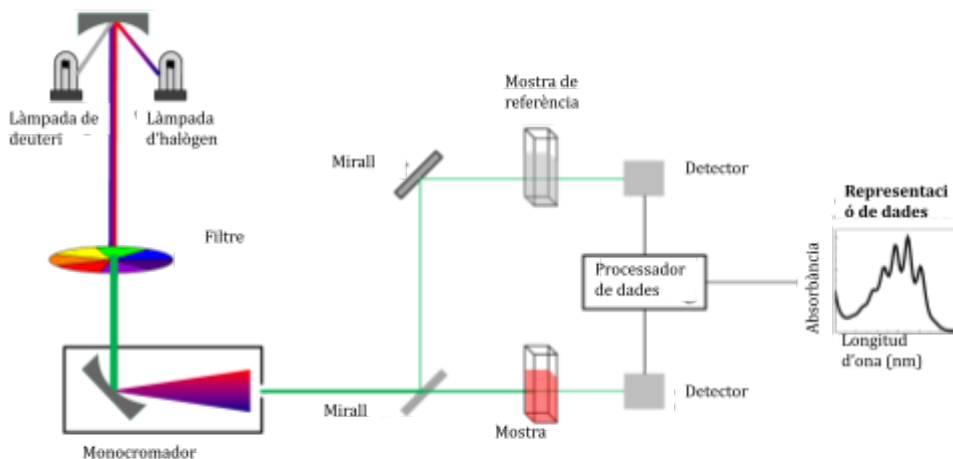 Làmpada de
deuteri
Làmpada
d'halògen
Filtre
Monocromador
Mirall
Mirall
Mostra de
referència
Mostra
Detector
Processador
de dades
Detector
Representaci
ó de dades
Absorbància
Longitud
d'ona (nm)